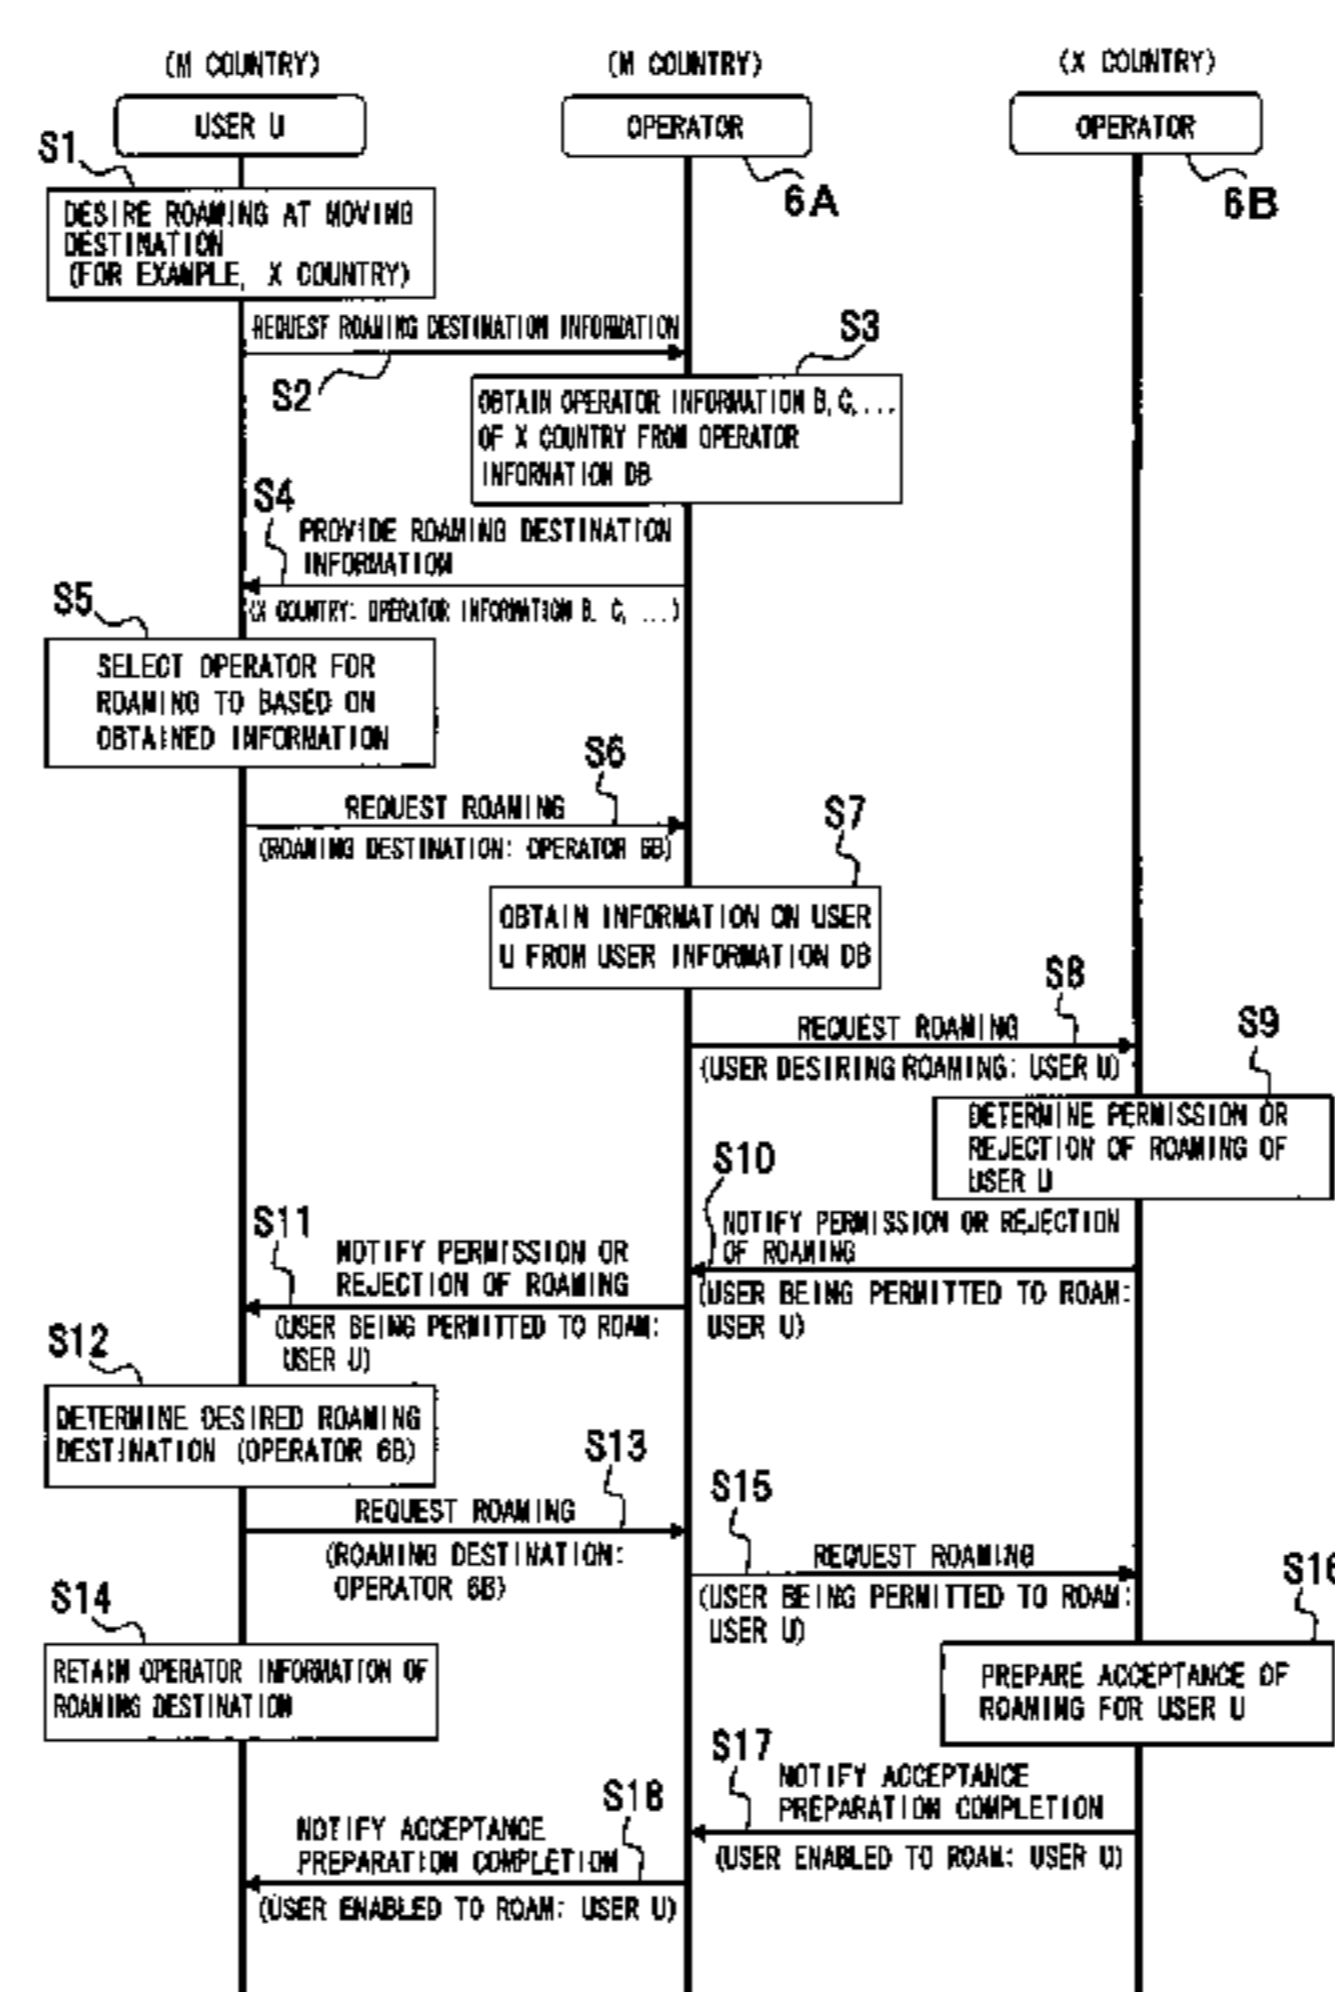 (M COUNTRY)
(M COUNTRY)
(X COUNTRY)
USER U
OPERATOR
OPERATOR
S1
6A
6B
DESIRE ROAMING AT MOVING
DESTINATION
(FOR EXAMPLE, X COUNTRY)
REQUEST ROAMING DESTINATION INFORMATION
S2
S3
OBTAIN OPERATOR INFORMATION B, C, ...
OF X COUNTRY FROM OPERATOR
INFORMATION DB
S4
PROVIDE ROAMING DESTINATION
INFORMATION
(X COUNTRY: OPERATOR INFORMATION B, C, ...)
S5
SELECT OPERATOR FOR
ROAMING TO BASED ON
OBTAINED INFORMATION
S6
REQUEST ROAMING
(ROAMING DESTINATION: OPERATOR 6B)
S7
OBTAIN INFORMATION ON USER
U FROM USER INFORMATION DB
S8
REQUEST ROAMING
(USER DESIRING ROAMING: USER U)
S9
DETERMINE PERMISSION OR
REJECTION OF ROAMING OF
USER U
S10
NOTIFY PERMISSION OR REJECTION
OF ROAMING
(USER BEING PERMITTED TO ROAM:
USER U)
S11
NOTIFY PERMISSION OR
REJECTION OF ROAMING
(USER BEING PERMITTED TO ROAM:
USER U)
S12
DETERMINE DESIRED ROAMING
DESTINATION (OPERATOR 6B)
S13
REQUEST ROAMING
(ROAMING DESTINATION:
OPERATOR 6B)
S14
RETAIN OPERATOR INFORMATION OF
ROAMING DESTINATION
S15
REQUEST ROAMING
(USER BEING PERMITTED TO ROAM:
USER U)
S16
PREPARE ACCEPTANCE OF
ROAMING FOR USER U
S17
NOTIFY ACCEPTANCE
PREPARATION COMPLETION
(USER ENABLED TO ROAM: USER U)
S18
NOTIFY ACCEPTANCE
PREPARATION COMPLETION
(USER ENABLED TO ROAM: USER U)